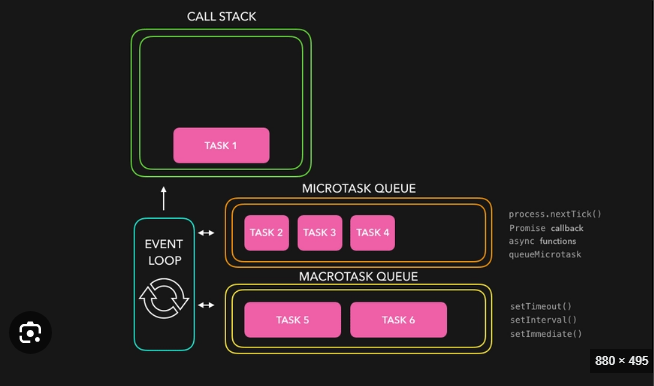 CALL STACK
TASK 1
MICROTASK QUEUE
TASK 2 TASK 3 TASK 4
process.nextTick()
Promise callback
async functions
queueMicrotask
EVENT
LOOP
MACROTASK QUEUE
TASK 5 TASK 6
setTimeout()
setInterval()
setImmediate()
880 × 495